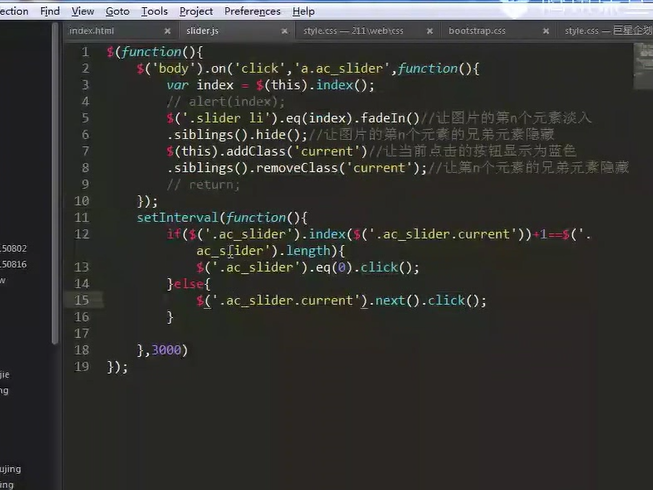 ection Find View Goto Tools Project Preferences Help
index.html × slider.js × style.css — 211\web\css × bootstrap.css × style.css — 巨星企划
1 $(function(){
2 $('body').on('click','a.ac_slider',function(){
3 var index = $(this).index();
4 // alert(index);
5 $('.slider li').eq(index).fadeIn()//让图片的第n个元素淡入
6 .siblings().hide();//让图片的第n个元素的兄弟元素隐藏
7 $(this).addClass('current')//让当前点击的按钮显示为蓝色
8 .siblings().removeClass('current');//让第n个元素的兄弟元素隐藏
9 // return;
10 });
11 setInterval(function(){
12 if($('.ac_slider').index($('.ac_slider.current'))+1==$('.
ac_slider').length){
13 $('.ac_slider').eq(0).click();
14 }else{
15 $('.ac_slider.current').next().click();
16 }
17
18 },3000)
19 });
50802
50816
w
jie
ng
ujing
ing